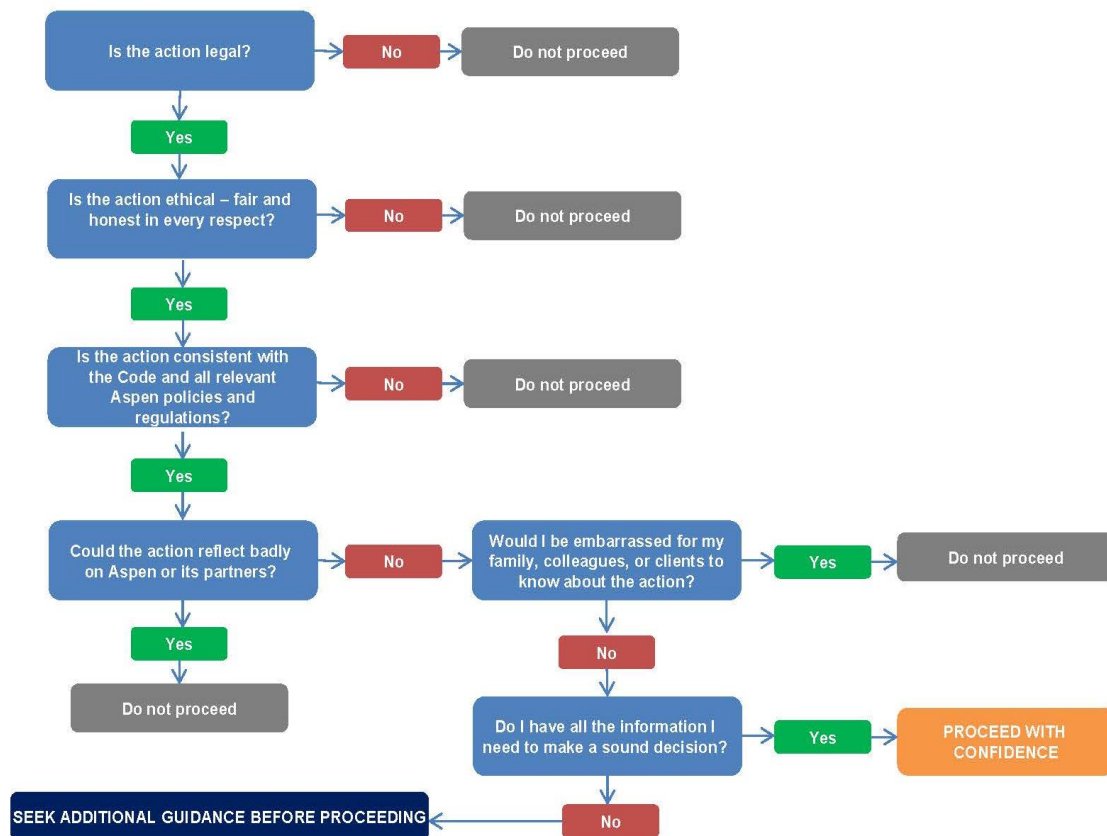 Is the action legal?
No
Do not proceed
Yes
Is the action ethical – fair and
honest in every respect?
No
Do not proceed
Yes
Is the action consistent with
the Code and all relevant
Aspen policies and
regulations?
No
Do not proceed
Yes
Could the action reflect badly
on Aspen or its partners?
No
Would I be embarrassed for my
family, colleagues, or clients to
know about the action?
Yes
Do not proceed
Yes
Do not proceed
No
Do I have all the information I
need to make a sound decision?
Yes
PROCEED WITH
CONFIDENCE
No
SEEK ADDITIONAL GUIDANCE BEFORE PROCEEDING